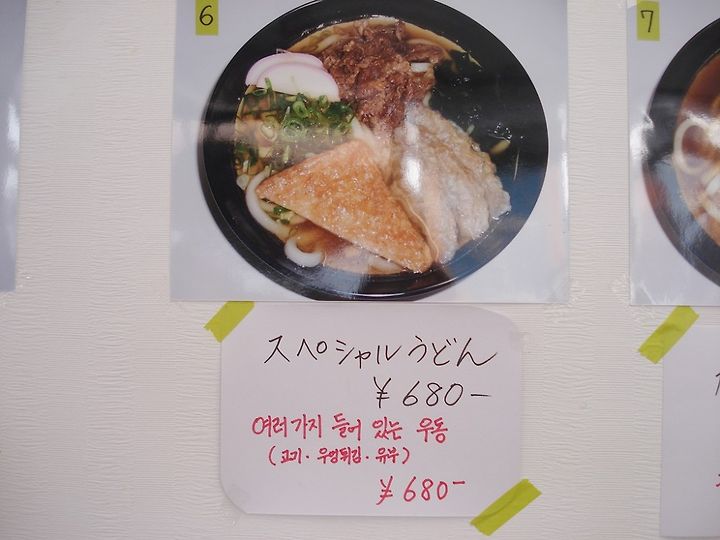 6
7
スペシャルうどん
¥680-
여러가지 들어 있는 우동
(고기·우엉튀김·유부)
¥680-